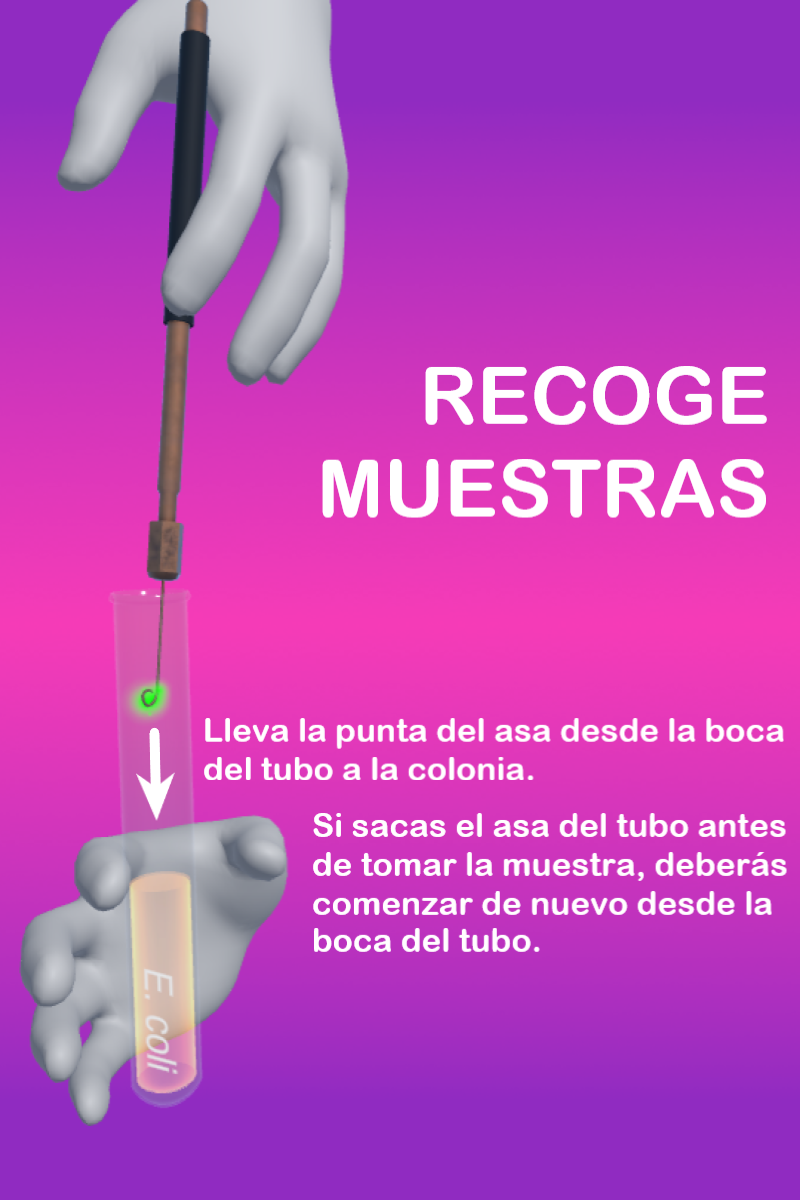 RECOGE
MUESTRAS
Lleva la punta del asa desde la boca
del tubo a la colonia.
Si sacas el asa del tubo antes
de tomar la muestra, deberás
comenzar de nuevo desde la
boca del tubo.
E. coli